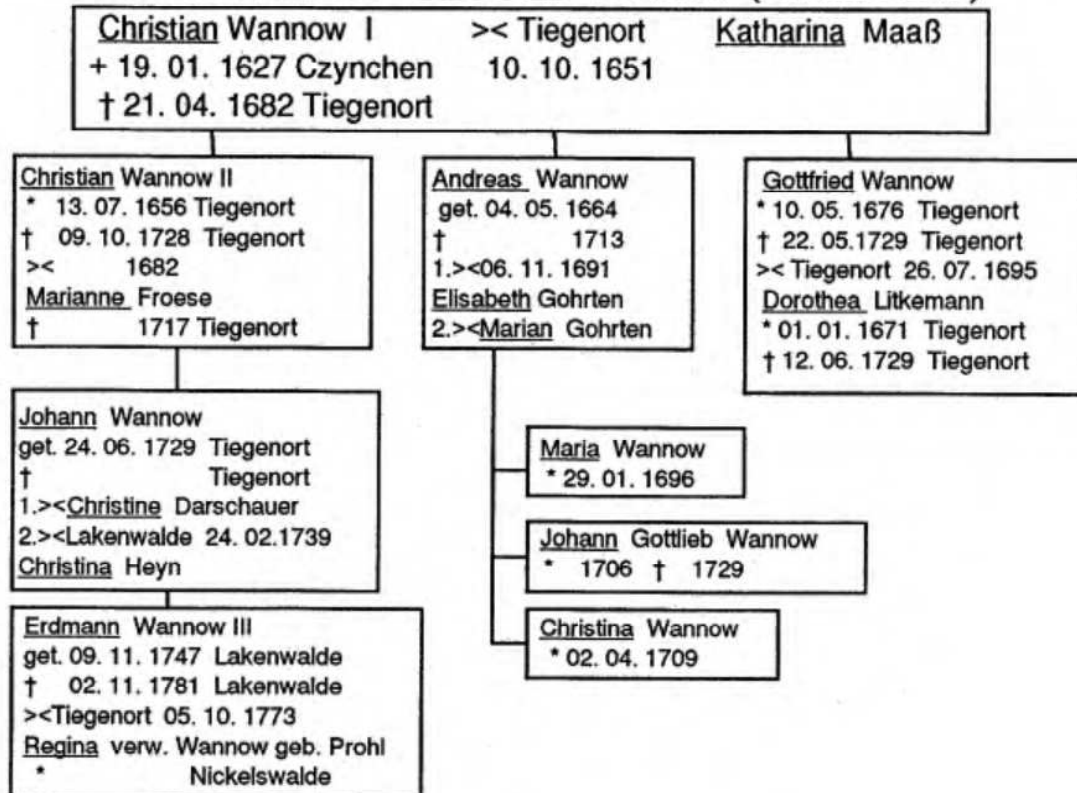 Christian Wannow I >< Tiegenort Katharina Maaß
+ 19. 01. 1627 Czynchen 10. 10. 1651
† 21. 04. 1682 Tiegenort
Christian Wannow II
* 13. 07. 1656 Tiegenort
† 09. 10. 1728 Tiegenort
>< 1682
Marianne Froese
† 1717 Tiegenort
Andreas Wannow
get. 04. 05. 1664
† 1713
1.><06. 11. 1691
Elisabeth Gohrten
2.><Marian Gohrten
Gottfried Wannow
* 10. 05. 1676 Tiegenort
† 22. 05.1729 Tiegenort
>< Tiegenort 26. 07. 1695
Dorothea Litkemann
* 01. 01. 1671 Tiegenort
† 12. 06. 1729 Tiegenort
Johann Wannow
get. 24. 06. 1729 Tiegenort
† Tiegenort
1.><Christine Darschauer
2.><Lakenwalde 24. 02.1739
Christina Heyn
Maria Wannow
* 29. 01. 1696
Johann Gottlieb Wannow
* 1706 † 1729
Christina Wannow
* 02. 04. 1709
Erdmann Wannow III
get. 09. 11. 1747 Lakenwalde
† 02. 11. 1781 Lakenwalde
><Tiegenort 05. 10. 1773
Regina verw. Wannow geb. Prohl
* Nickelswalde